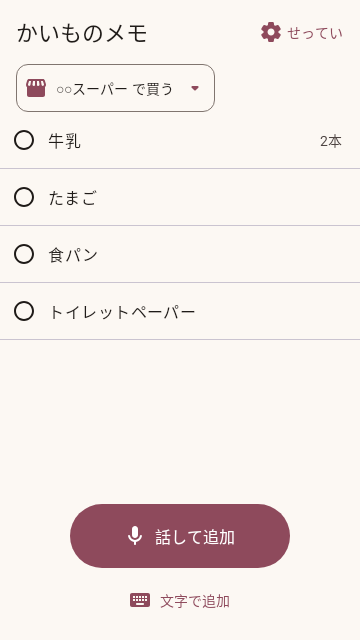 かいものメモ
せってい
○○スーパー で買う
牛乳
2本
たまご
食パン
トイレットペーパー
話して追加
文字で追加